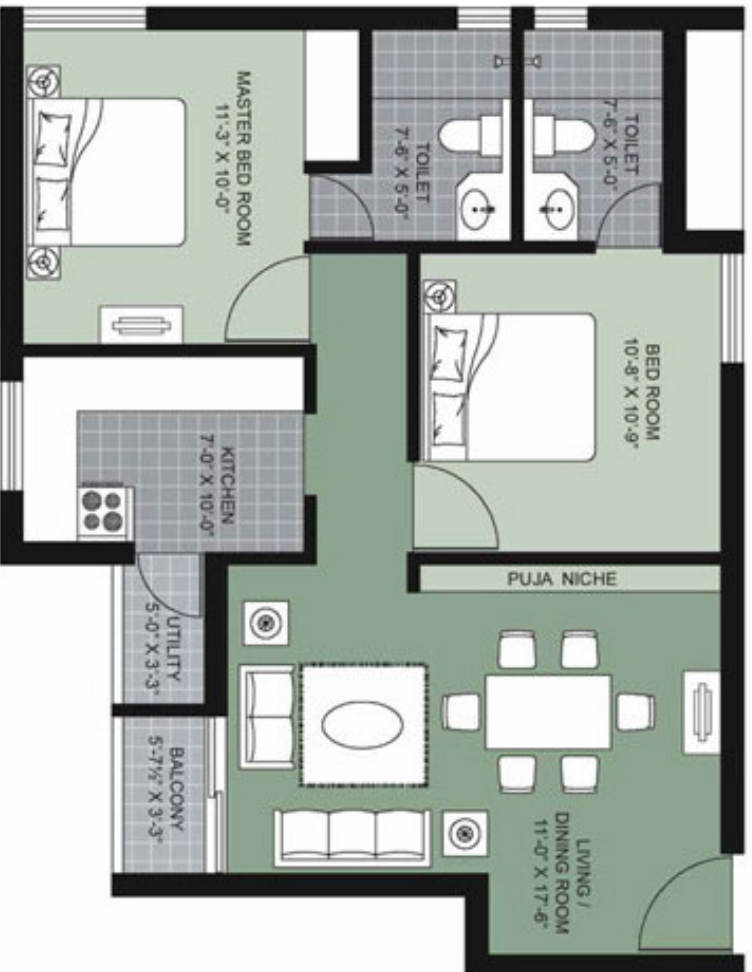 MASTER BED ROOM
11'-3" X 10'-0"
TOILET
7'-6" X 5'-0"
TOILET
7'-6" X 5'-0"
BED ROOM
10'-8" X 10'-9"
KITCHEN
7'-0" X 10'-0"
PUJA NICHE
UTILITY
5'-0" X 3'-3"
BALCONY
5'-7½" X 3'-3"
LIVING /
DINING ROOM
11'-0" X 17'-6"